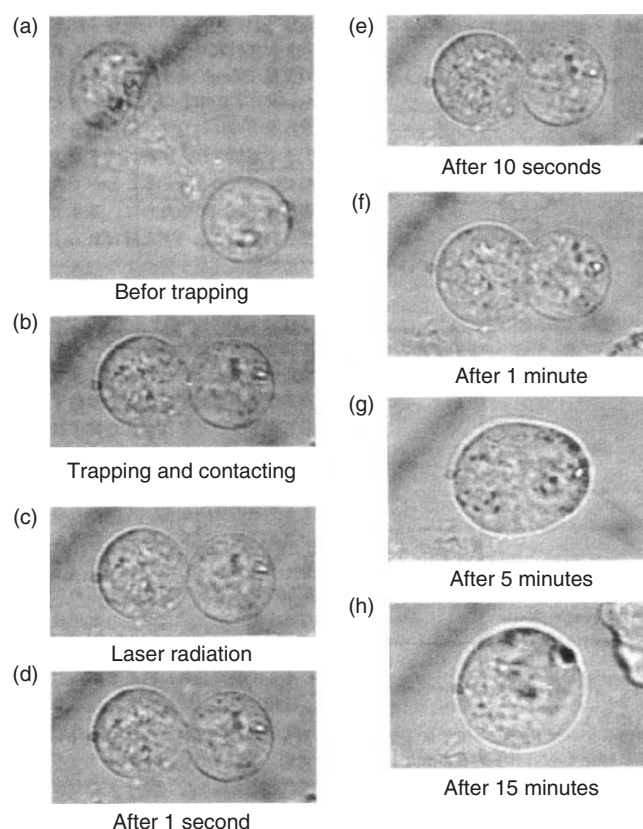 (a)
Befor trapping
(b)
Trapping and contacting
(c)
Laser radiation
(d)
After 1 second
(e)
After 10 seconds
(f)
After 1 minute
(g)
After 5 minutes
(h)
After 15 minutes